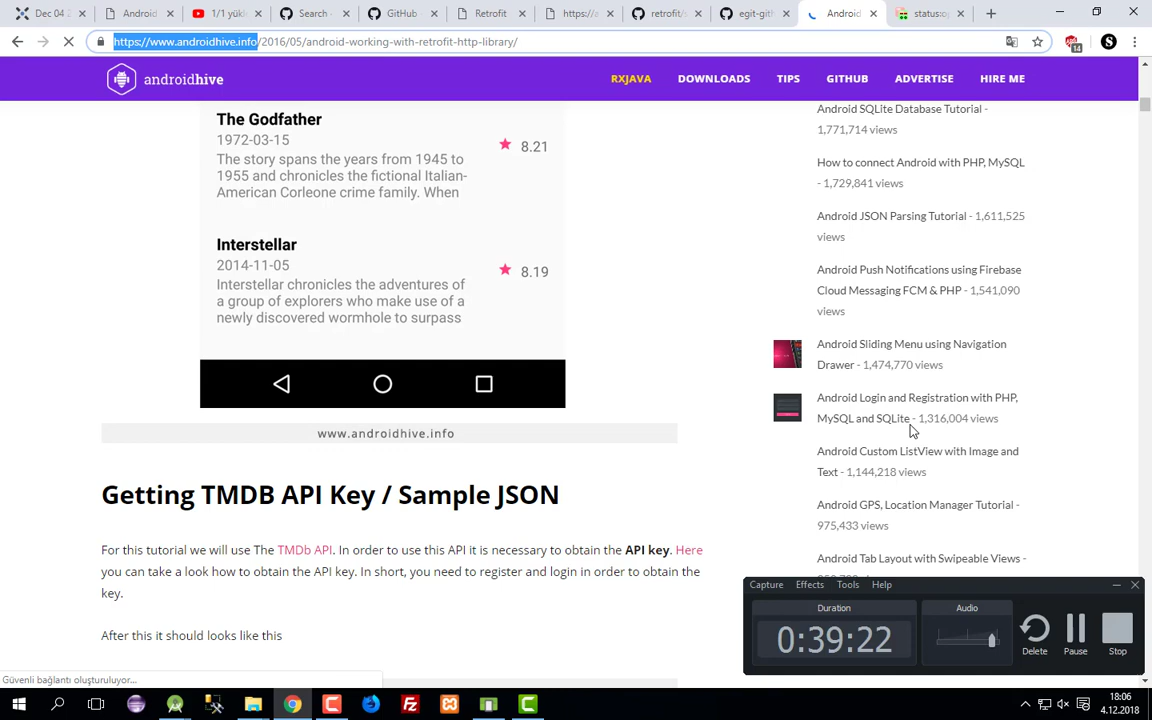 Dec 04 2
Android
1/1 yükle
Search -
GitHub -
Retrofit
https://a
retrofit/s
egit-gith
Android
status:op
https://www.androidhive.info/2016/05/android-working-with-retrofit-http-library/
14
S
androidhive
RXJAVA
DOWNLOADS
TIPS
GITHUB
ADVERTISE
HIRE ME
The Godfather
1972-03-15
The story spans the years from 1945 to
1955 and chronicles the fictional Italian-
American Corleone crime family. When
8.21
Interstellar
2014-11-05
Interstellar chronicles the adventures of
a group of explorers who make use of a
newly discovered wormhole to surpass
8.19
www.androidhive.info
Getting TMDB API Key / Sample JSON
For this tutorial we will use The TMDb API. In order to use this API it is necessary to obtain the API key. Here
you can take a look how to obtain the API key. In short, you need to register and login in order to obtain the
key.
After this it should looks like this
Android SQLite Database Tutorial -
1,771,714 views
How to connect Android with PHP, MySQL
- 1,729,841 views
Android JSON Parsing Tutorial - 1,611,525
views
Android Push Notifications using Firebase
Cloud Messaging FCM & PHP - 1,541,090
views
Android Sliding Menu using Navigation
Drawer - 1,474,770 views
Android Login and Registration with PHP,
MySQL and SQLite - 1,316,004 views
Android Custom ListView with Image and
Text - 1,144,218 views
Android GPS, Location Manager Tutorial -
975,433 views
Android Tab Layout with Swipeable Views -
Capture
Effects
Tools
Help
Duration
0:39:22
Audio
Delete
Pause
Stop
Güvenli bağlantı oluşturuluyor...
18:06
4.12.2018